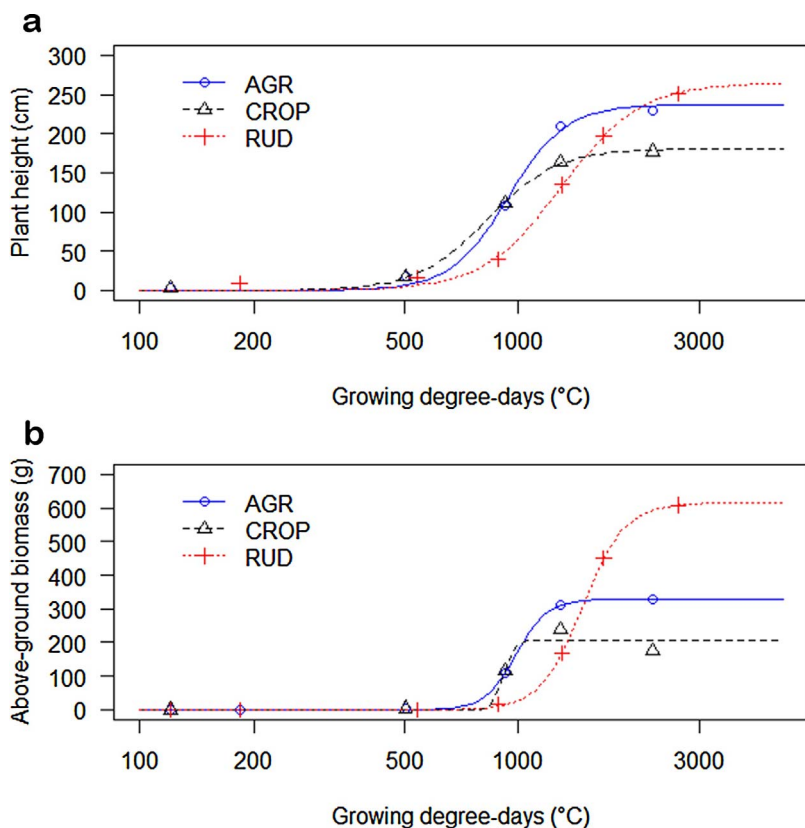 a
Plant height (cm)
300
250
200
150
100
50
0
AGR
CROP
RUD
100 200 500 1000 3000
Growing degree-days (°C)
b
Above-ground biomass (g)
700
600
500
400
300
200
100
0
AGR
CROP
RUD
100 200 500 1000 3000
Growing degree-days (°C)